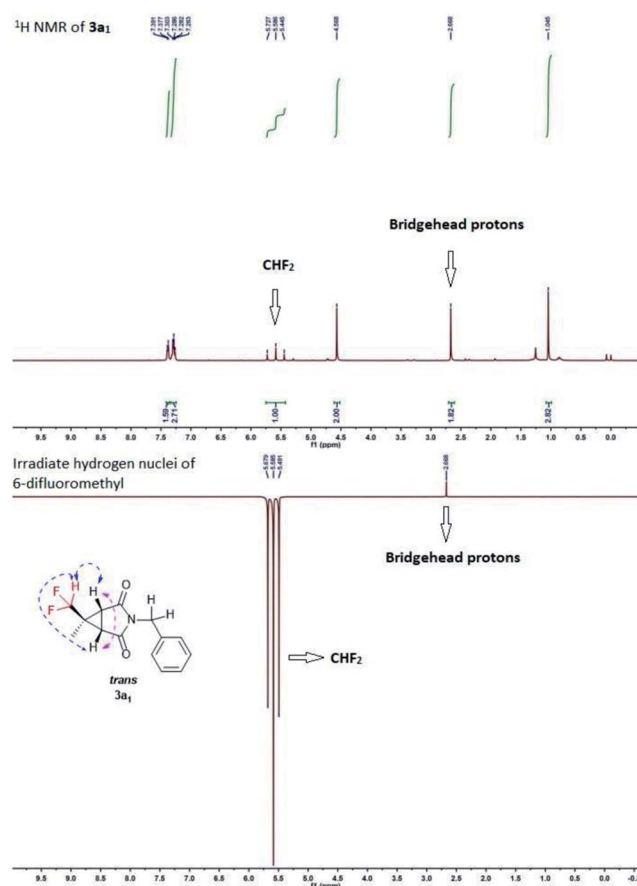 ¹H NMR of 3a₁
7.391
7.377
7.303
7.286
7.282
7.263
5.727
5.586
5.445
4.569
2.668
1.045
Bridgehead protons
CHF₂
1.59
2.71
1.00
2.00
1.82
2.82
9.5 9.0 8.5 8.0 7.5 7.0 6.5 6.0 5.5 5.0 4.5 4.0 3.5 3.0 2.5 2.0 1.5 1.0 0.5 0.0
f1 (ppm)
Irradiate hydrogen nuclei of
6-difluoromethyl
5.679
5.585
5.491
2.668
Bridgehead protons
F H H O H H
F N
H O
trans
3a₁
CHF₂
9.5 9.0 8.5 8.0 7.5 7.0 6.5 6.0 5.5 5.0 4.5 4.0 3.5 3.0 2.5 2.0 1.5 1.0 0.5 0.0
f1 (ppm)